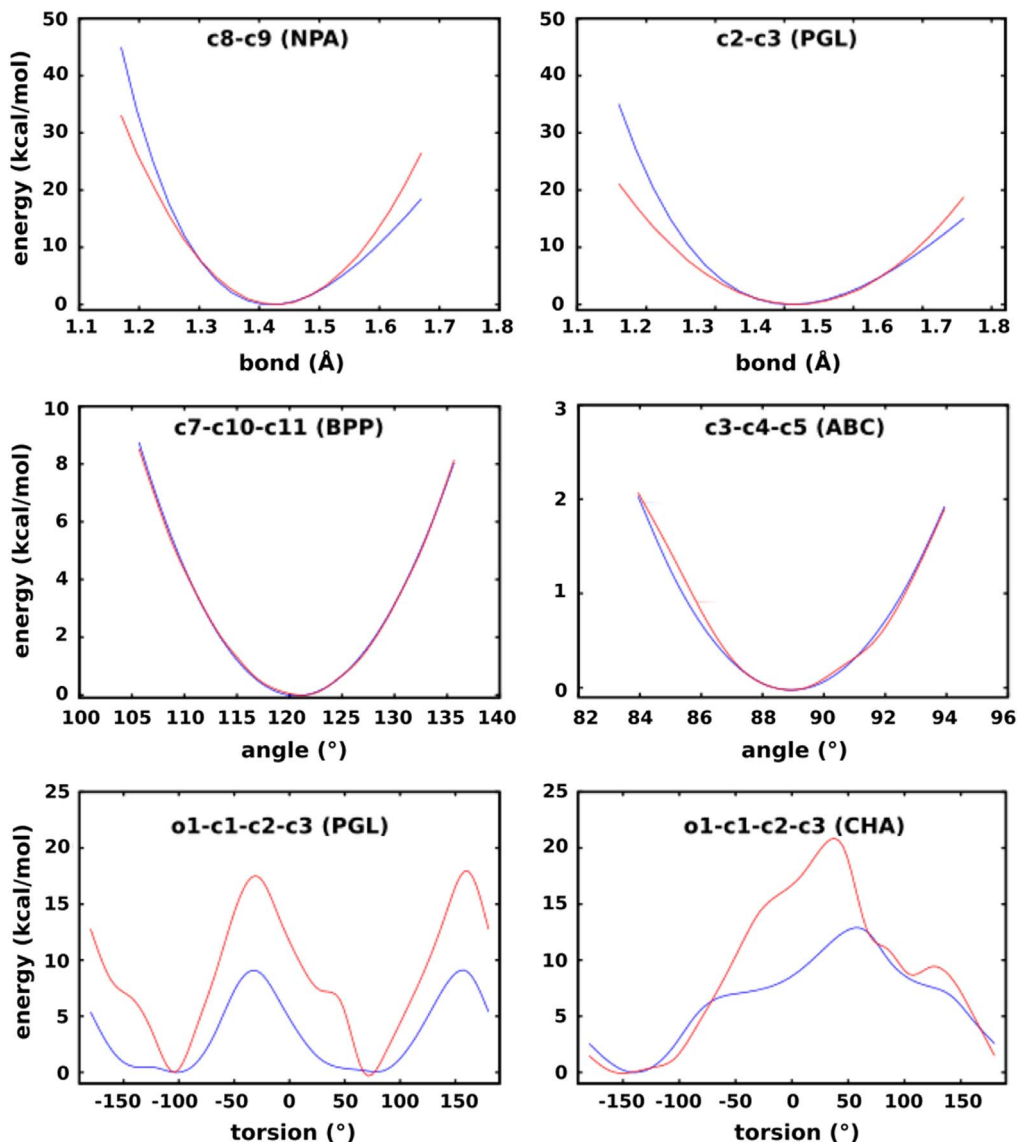 c8-c9 (NPA)
energy (kcal/mol)
50
40
30
20
10
0
1.1 1.2 1.3 1.4 1.5 1.6 1.7 1.8
bond (Å)
c2-c3 (PGL)
50
40
30
20
10
0
1.1 1.2 1.3 1.4 1.5 1.6 1.7 1.8
bond (Å)
c7-c10-c11 (BPP)
energy (kcal/mol)
10
8
6
4
2
0
100 105 110 115 120 125 130 135 140
angle (°)
c3-c4-c5 (ABC)
3
2
1
0
82 84 86 88 90 92 94 96
angle (°)
o1-c1-c2-c3 (PGL)
energy (kcal/mol)
25
20
15
10
5
0
-150 -100 -50 0 50 100 150
torsion (°)
o1-c1-c2-c3 (CHA)
25
20
15
10
5
0
-150 -100 -50 0 50 100 150
torsion (°)